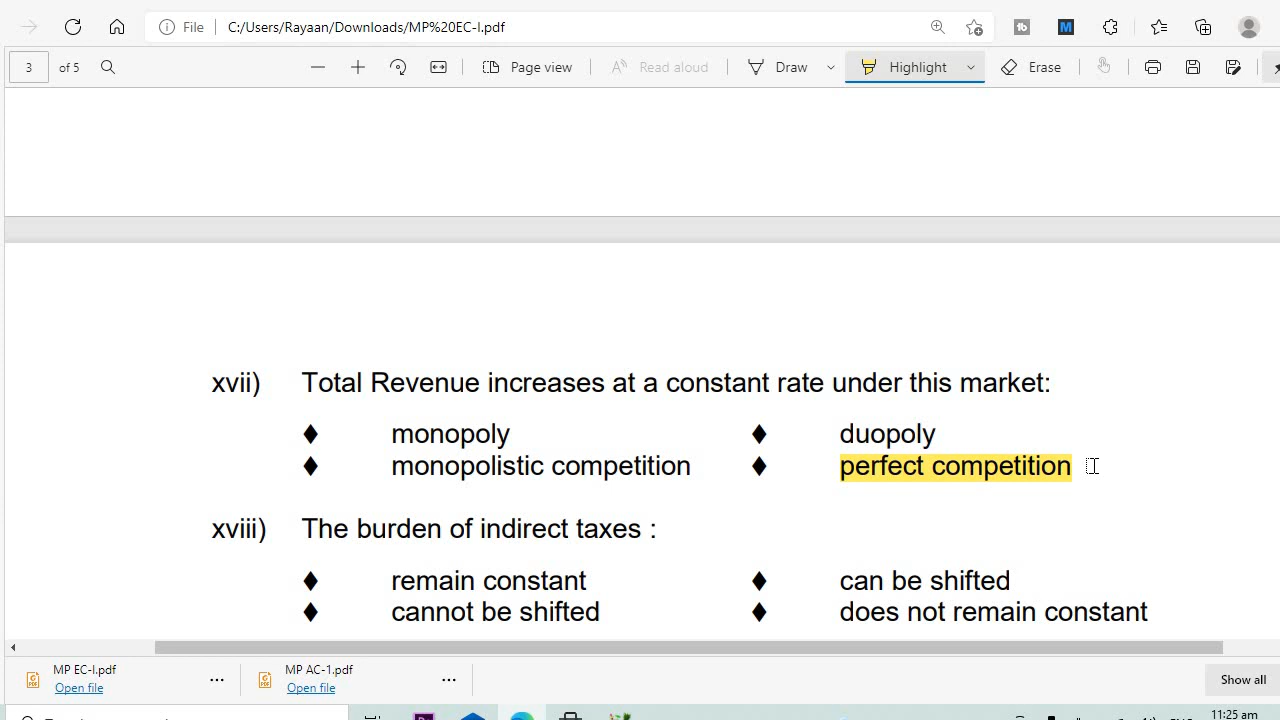 File C:/Users/Rayaan/Downloads/MP%20EC-I.pdf
3 of 5 Page view Read aloud Draw Highlight Erase
xvii) Total Revenue increases at a constant rate under this market:
♦ monopoly ♦ duopoly
♦ monopolistic competition ♦ perfect competition
xviii) The burden of indirect taxes :
♦ remain constant ♦ can be shifted
♦ cannot be shifted ♦ does not remain constant
MP EC-I.pdf ... MP AC-1.pdf ...
Open file Open file Show all
11:25 am